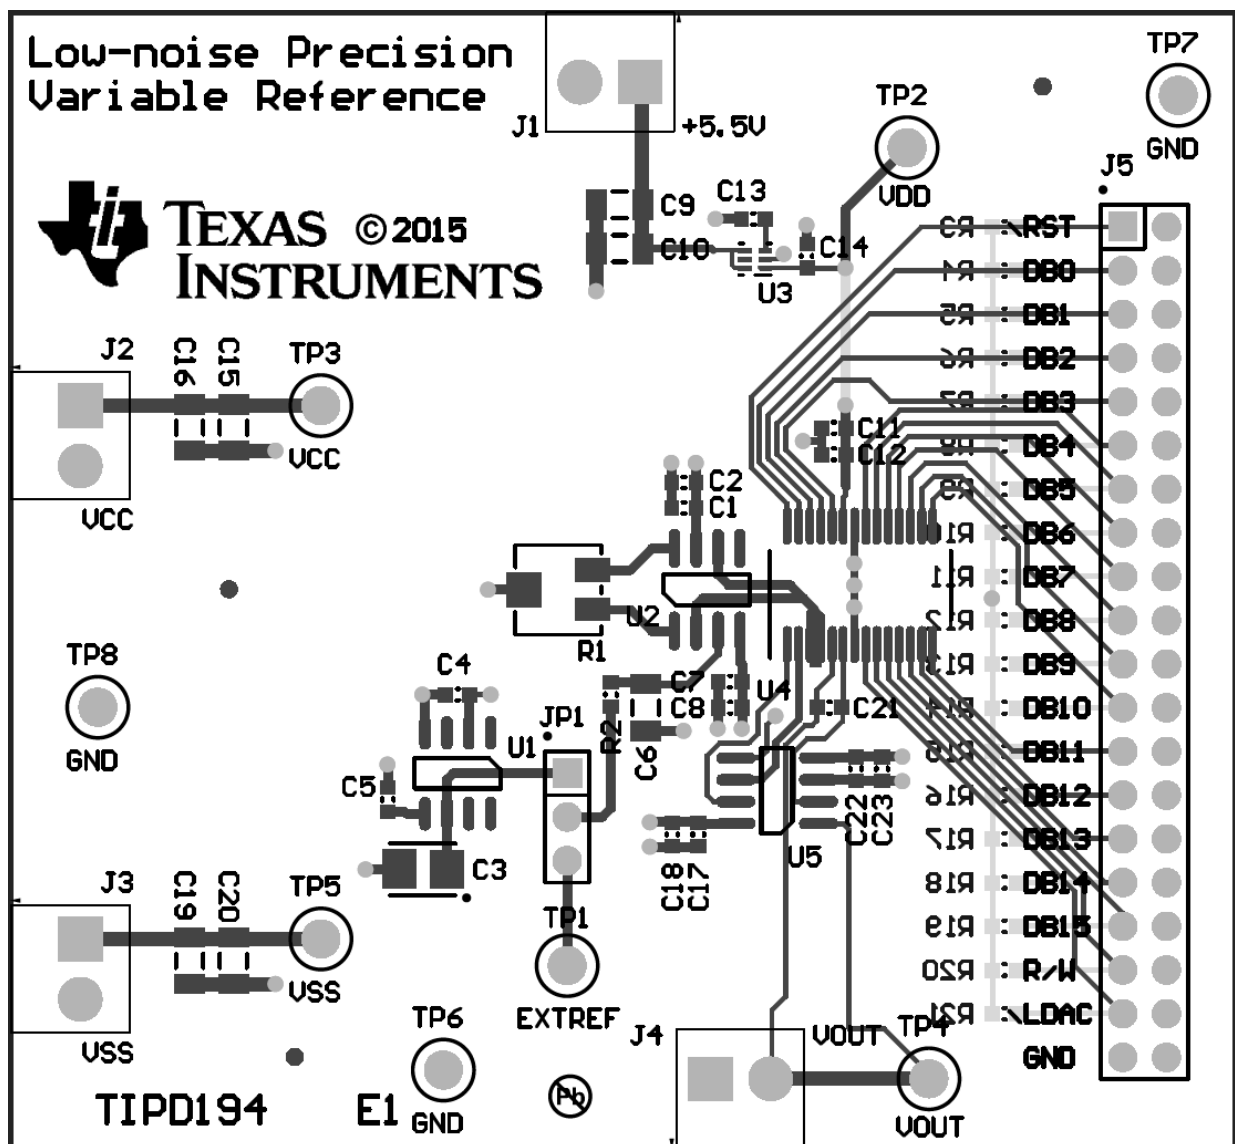 Low-noise Precision
Variable Reference
TEXAS © 2015
INSTRUMENTS
J1
+5.5V
TP2
VDD
TP7
GND
J5
C9
C10
C13
C14
U3
R3 /RST
R4 DB0
R5 DB1
R6 DB2
R7 DB3
R8 DB4
R9 DB5
R10 DB6
R11 DB7
R12 DB8
R13 DB9
R14 DB10
R15 DB11
R16 DB12
R17 DB13
R18 DB14
R19 DB15
R20 R/W
R21 /LDAC
GND
J2
C16
C15
TP3
VCC
VCC
C11
C12
C2
C1
U2
R1
TP8
GND
C4
U1
JP1
C5
C3
R2
C6
C7
C8
U4
C21
C22
C23
U5
C18
C17
J3
C19
C20
TP5
VSS
VSS
TP1
EXTREF
TP6
GND
J4
VOUT
TP4
VOUT
Pb
TIPD194
E1